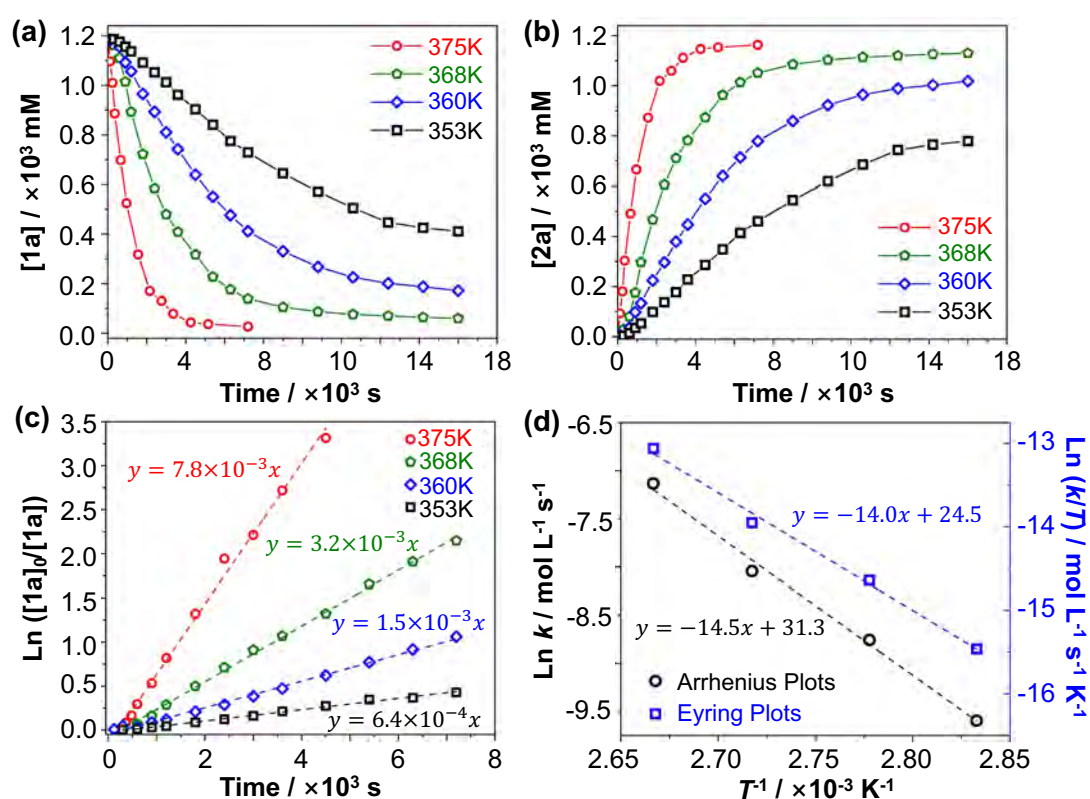 (a)
[1a] / ×10³ mM
1.2
1.0
0.8
0.6
0.4
0.2
0.0
375K
368K
360K
353K
0 2 4 6 8 10 12 14 16 18
Time / ×10³ s
(b)
[2a] / ×10³ mM
1.2
1.0
0.8
0.6
0.4
0.2
0.0
375K
368K
360K
353K
0 2 4 6 8 10 12 14 16 18
Time / ×10³ s
(c)
Ln ([1a]₀/[1a])
3.5
3.0
2.5
2.0
1.5
1.0
0.5
0.0
375K
368K
360K
353K
y = 7.8×10⁻³x
y = 3.2×10⁻³x
y = 1.5×10⁻³x
y = 6.4×10⁻⁴x
0 2 4 6 8
Time / ×10³ s
(d)
Ln k / mol L⁻¹ s⁻¹
-6.5
-7.5
-8.5
-9.5
y = −14.0x + 24.5
y = −14.5x + 31.3
Arrhenius Plots
Eyring Plots
-13
-14
-15
-16
Ln (k/T) / mol L⁻¹ s⁻¹ K⁻¹
2.65 2.70 2.75 2.80 2.85
T⁻¹ / ×10⁻³ K⁻¹